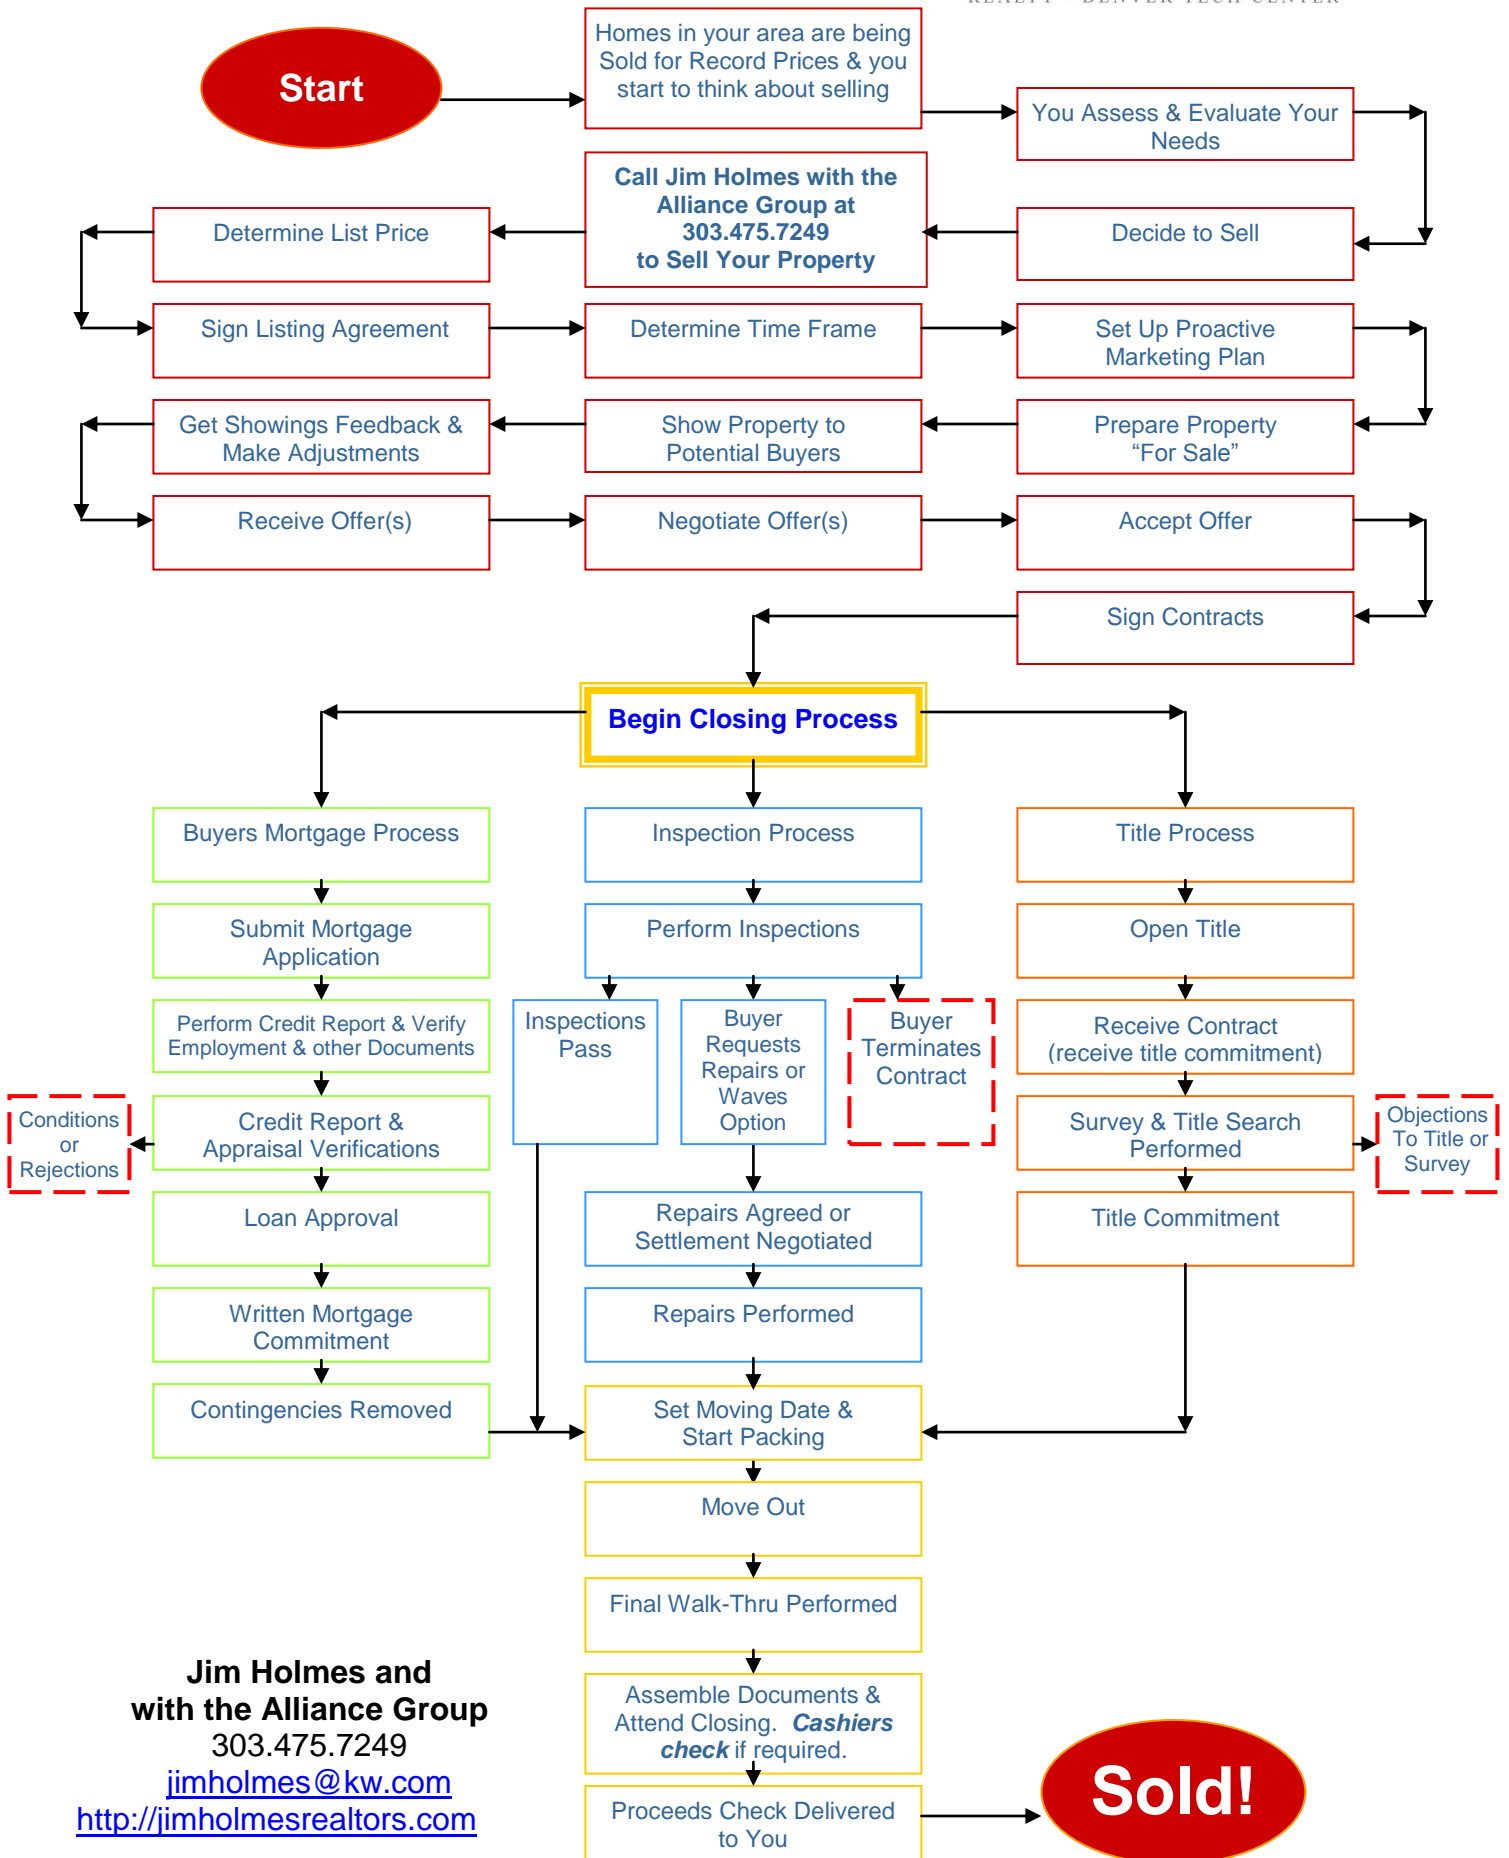 REALTY - DENVER TECH CENTER
Start
Homes in your area are being
Sold for Record Prices & you
start to think about selling
You Assess & Evaluate Your
Needs
Decide to Sell
Call Jim Holmes with the
Alliance Group at
303.475.7249
to Sell Your Property
Determine List Price
Sign Listing Agreement
Determine Time Frame
Set Up Proactive
Marketing Plan
Prepare Property
“For Sale”
Show Property to
Potential Buyers
Get Showings Feedback &
Make Adjustments
Receive Offer(s)
Negotiate Offer(s)
Accept Offer
Sign Contracts
Begin Closing Process
Buyers Mortgage Process
Submit Mortgage
Application
Perform Credit Report & Verify
Employment & other Documents
Credit Report &
Appraisal Verifications
Conditions
or
Rejections
Loan Approval
Written Mortgage
Commitment
Contingencies Removed
Inspection Process
Perform Inspections
Inspections
Pass
Buyer
Requests
Repairs or
Waves
Option
Buyer
Terminates
Contract
Repairs Agreed or
Settlement Negotiated
Repairs Performed
Title Process
Open Title
Receive Contract
(receive title commitment)
Survey & Title Search
Performed
Objections
To Title or
Survey
Title Commitment
Set Moving Date &
Start Packing
Move Out
Final Walk-Thru Performed
Assemble Documents &
Attend Closing. Cashiers
check if required.
Proceeds Check Delivered
to You
Sold!
Jim Holmes and
with the Alliance Group
303.475.7249
jimholmes@kw.com
http://jimholmesrealtors.com